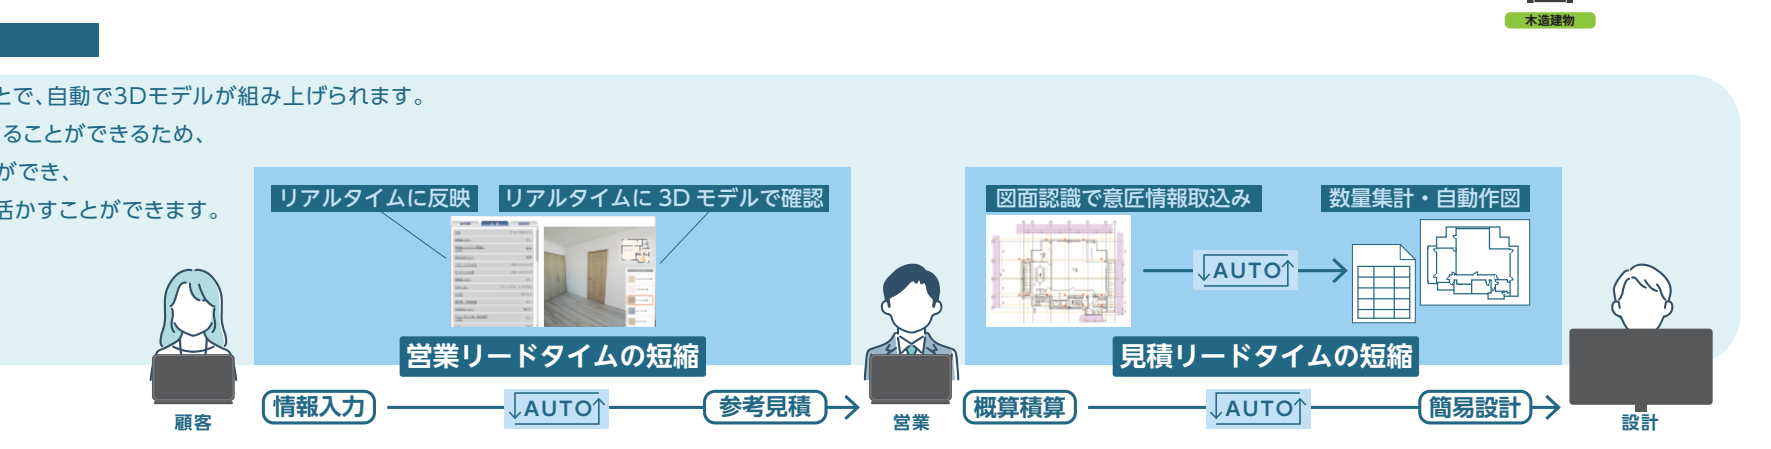 木造建物
とで、自動で3Dモデルが組み上げられます。
ることができるため、
ができ、
活かすことができます。
リアルタイムに反映
リアルタイムに 3D モデルで確認
図面認識で意匠情報取込み
数量集計・自動作図
AUTO
営業リードタイムの短縮
見積リードタイムの短縮
顧客
情報入力
AUTO
参考見積
営業
概算積算
AUTO
簡易設計
設計